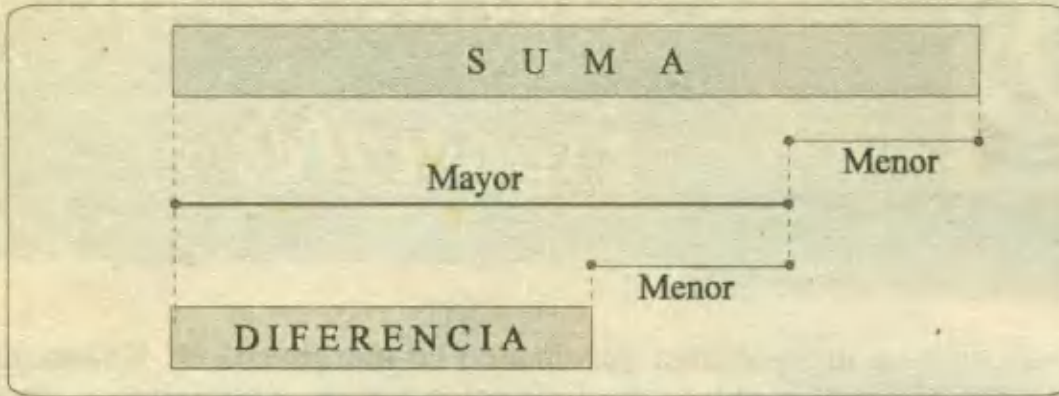 S U M A
Menor
Mayor
Menor
DIFERENCIA